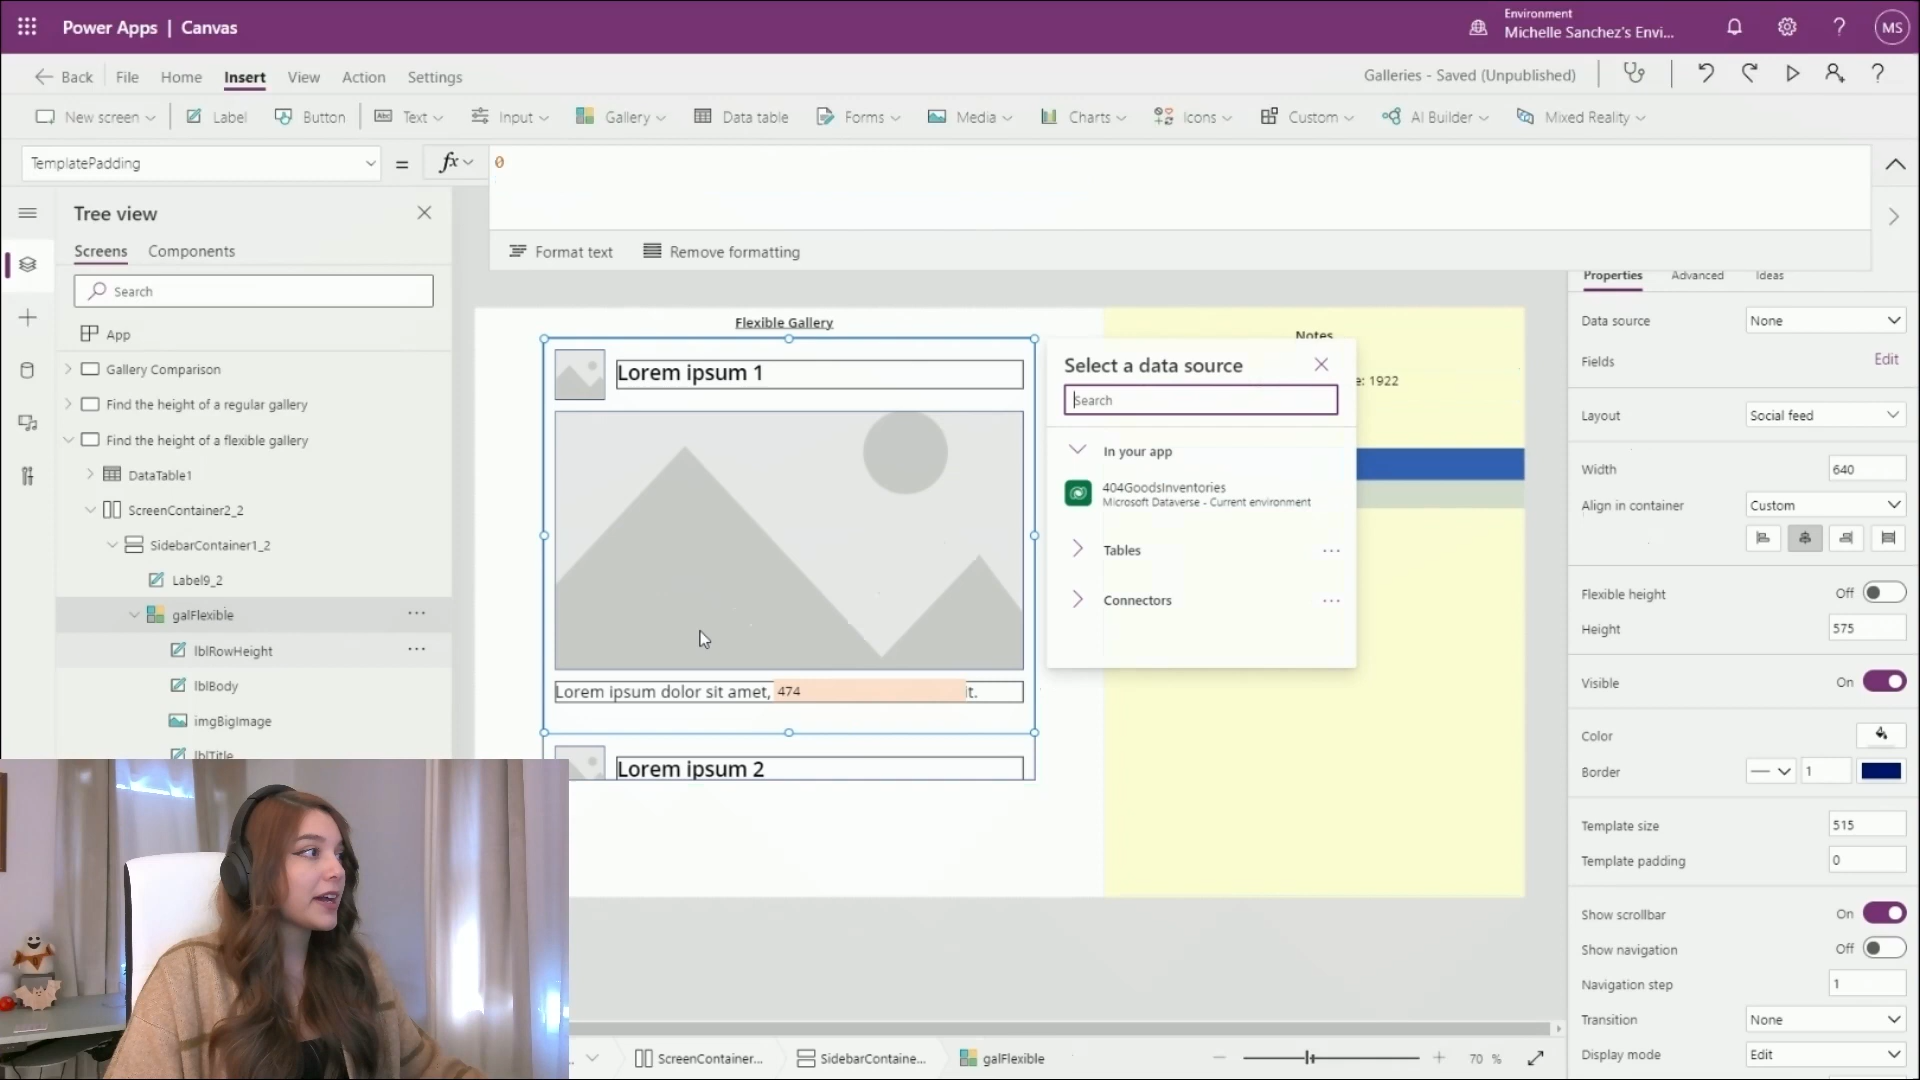 Power Apps | Canvas
Environment
Michelle Sanchez's Envi...
MS
Back
File
Home
Insert
View
Action
Settings
Galleries - Saved (Unpublished)
New screen
Label
Button
Text
Input
Gallery
Data table
Forms
Media
Charts
Icons
Custom
AI Builder
Mixed Reality
TemplatePadding
=
fx
0
Format text
Remove formatting
Tree view
Screens
Components
Search
App
Gallery Comparison
Find the height of a regular gallery
Find the height of a flexible gallery
DataTable1
ScreenContainer2_2
SidebarContainer1_2
Label9_2
galFlexible
lblRowHeight
lblBody
imgBigImage
lblTitle
Flexible Gallery
Lorem ipsum 1
Lorem ipsum dolor sit amet,
474
it.
Lorem ipsum 2
Notes
e: 1922
Select a data source
Search
In your app
404GoodsInventories
Microsoft Dataverse - Current environment
Tables
Connectors
Properties
Advanced
Ideas
Data source
None
Fields
Edit
Layout
Social feed
Width
640
Align in container
Custom
Flexible height
Off
Height
575
Visible
On
Color
Border
1
Template size
515
Template padding
0
Show scrollbar
On
Show navigation
Off
Navigation step
1
Transition
None
Display mode
Edit
ScreenContainer...
SidebarContaine...
galFlexible
70 %